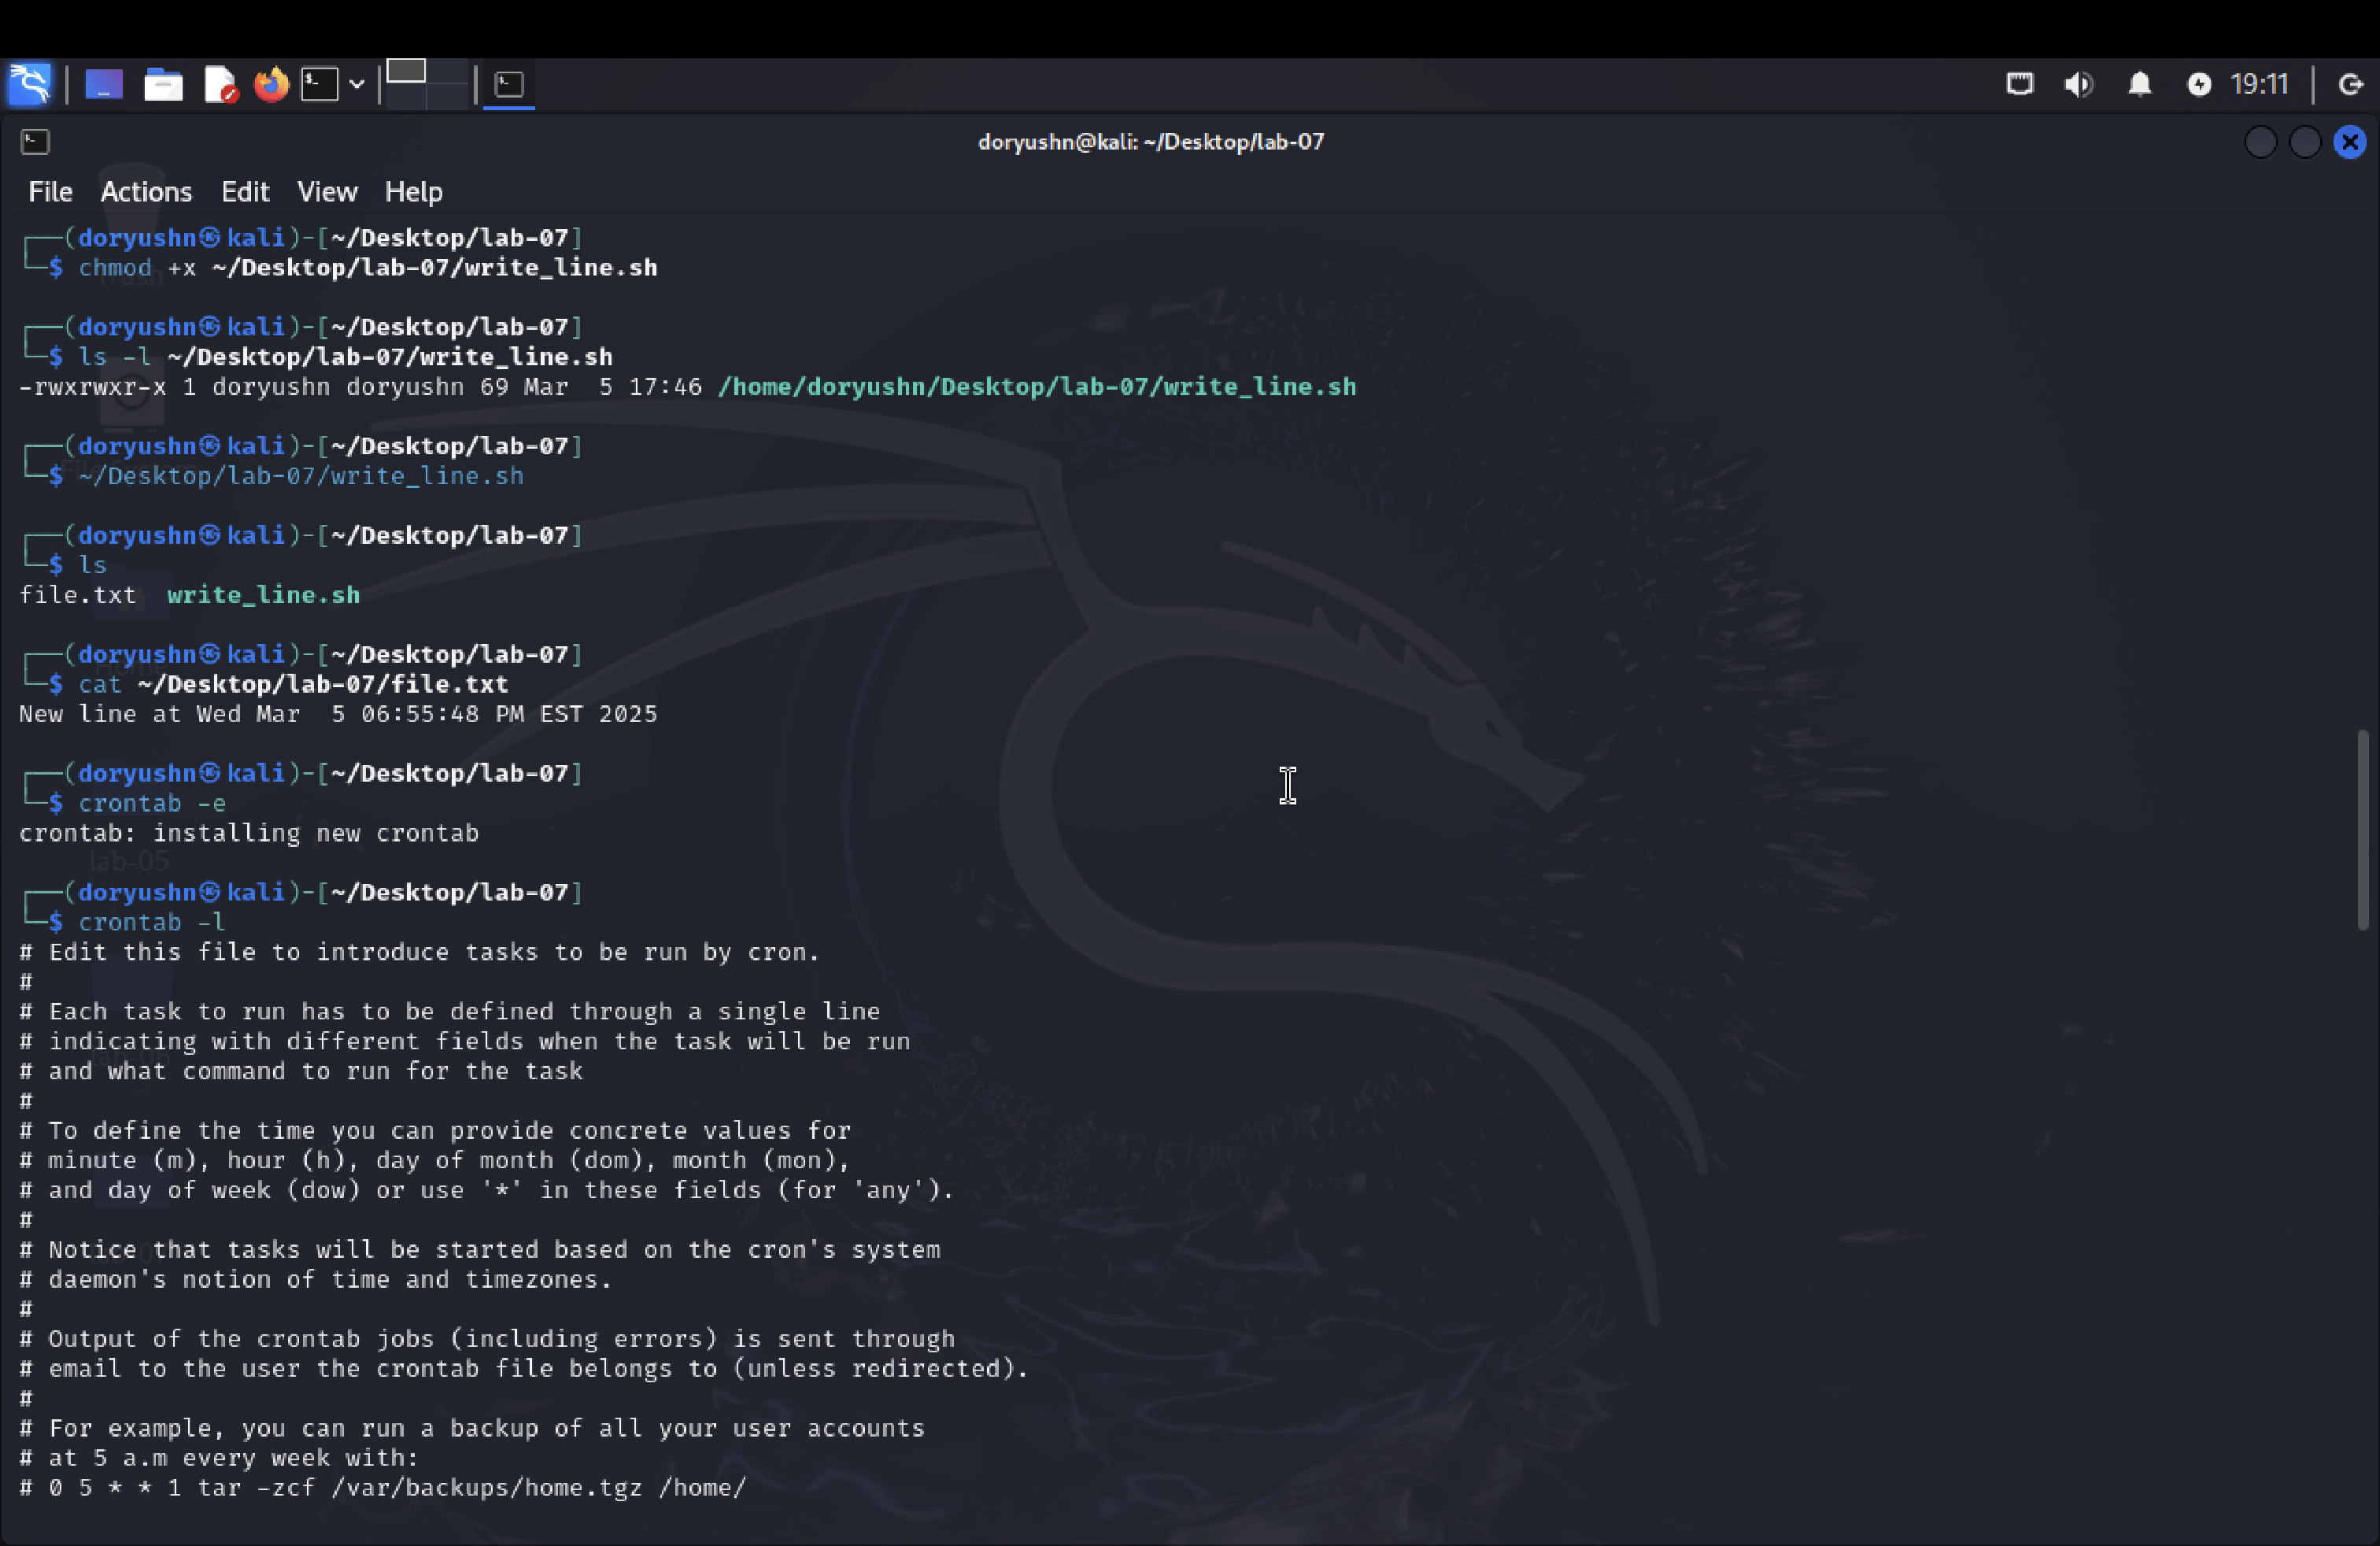 19:11
doryushn@kali: ~/Desktop/lab-07
File Actions Edit View Help
┌──(doryushn㉿kali)-[~/Desktop/lab-07]
└─$ chmod +x ~/Desktop/lab-07/write_line.sh
┌──(doryushn㉿kali)-[~/Desktop/lab-07]
└─$ ls -l ~/Desktop/lab-07/write_line.sh
-rwxrwxr-x 1 doryushn doryushn 69 Mar  5 17:46 /home/doryushn/Desktop/lab-07/write_line.sh
┌──(doryushn㉿kali)-[~/Desktop/lab-07]
└─$ ~/Desktop/lab-07/write_line.sh
┌──(doryushn㉿kali)-[~/Desktop/lab-07]
└─$ ls
file.txt  write_line.sh
┌──(doryushn㉿kali)-[~/Desktop/lab-07]
└─$ cat ~/Desktop/lab-07/file.txt
New line at Wed Mar  5 06:55:48 PM EST 2025
┌──(doryushn㉿kali)-[~/Desktop/lab-07]
└─$ crontab -e
crontab: installing new crontab
┌──(doryushn㉿kali)-[~/Desktop/lab-07]
└─$ crontab -l
# Edit this file to introduce tasks to be run by cron.
#
# Each task to run has to be defined through a single line
# indicating with different fields when the task will be run
# and what command to run for the task
#
# To define the time you can provide concrete values for
# minute (m), hour (h), day of month (dom), month (mon),
# and day of week (dow) or use '*' in these fields (for 'any').
#
# Notice that tasks will be started based on the cron's system
# daemon's notion of time and timezones.
#
# Output of the crontab jobs (including errors) is sent through
# email to the user the crontab file belongs to (unless redirected).
#
# For example, you can run a backup of all your user accounts
# at 5 a.m every week with:
# 0 5 * * 1 tar -zcf /var/backups/home.tgz /home/